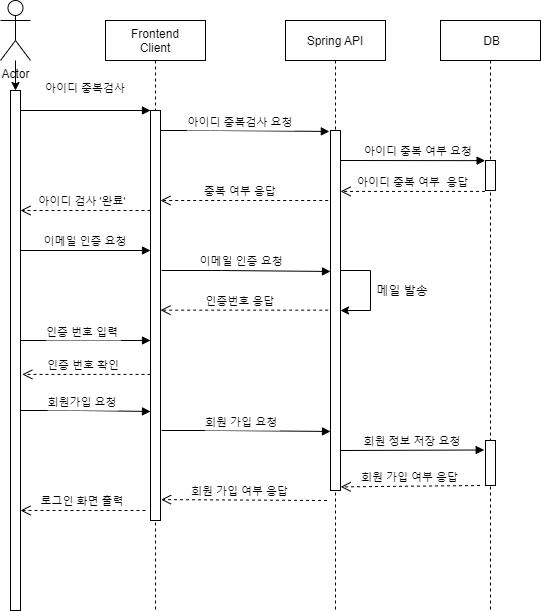 Frontend
Client
Spring API
DB
Actor
아이디 중복검사
아이디 중복검사 요청
아이디 중복 여부 요청
아이디 중복 여부  응답
중복 여부 응답
아이디 검사 '완료'
이메일 인증 요청
이메일 인증 요청
메일 발송
인증번호 응답
인증 번호 입력
인증 번호 확인
회원가입 요청
회원 가입 요청
회원 정보 저장 요청
회원 가입 여부 응답
회원 가입 여부 응답
로그인 화면 출력